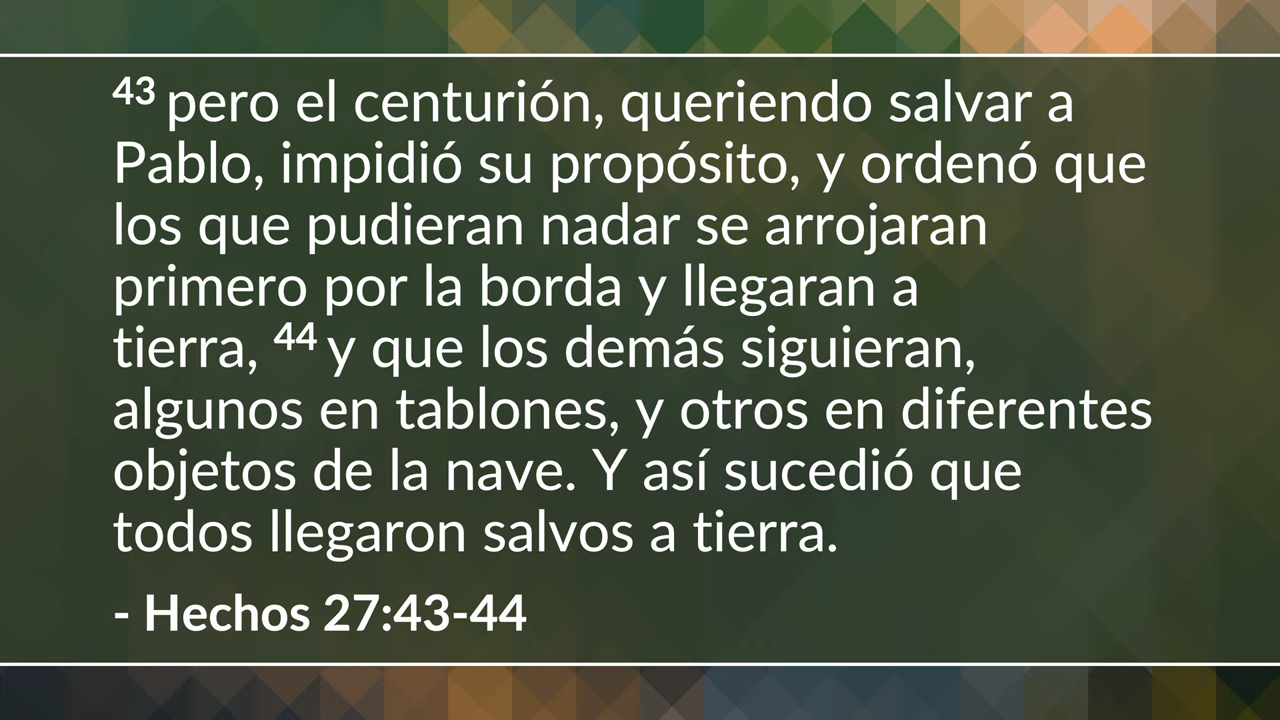 43 pero el centurión, queriendo salvar a
Pablo, impidió su propósito, y ordenó que
los que pudieran nadar se arrojaran
primero por la borda y llegaran a
tierra, 44 y que los demás siguieran,
algunos en tablones, y otros en diferentes
objetos de la nave. Y así sucedió que
todos llegaron salvos a tierra.
- Hechos 27:43-44